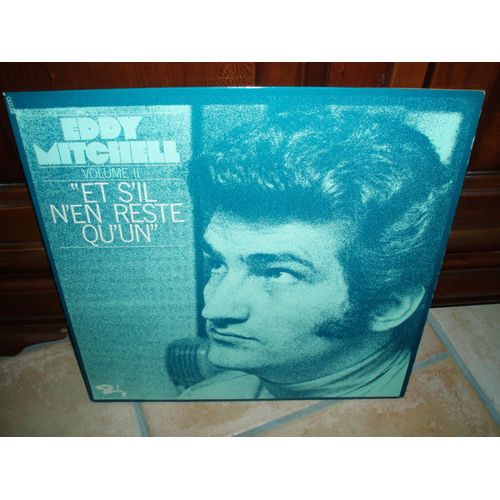 EDDY
MITCHELL
VOLUME II
"ET S'IL
N'EN RESTE
QU'UN"